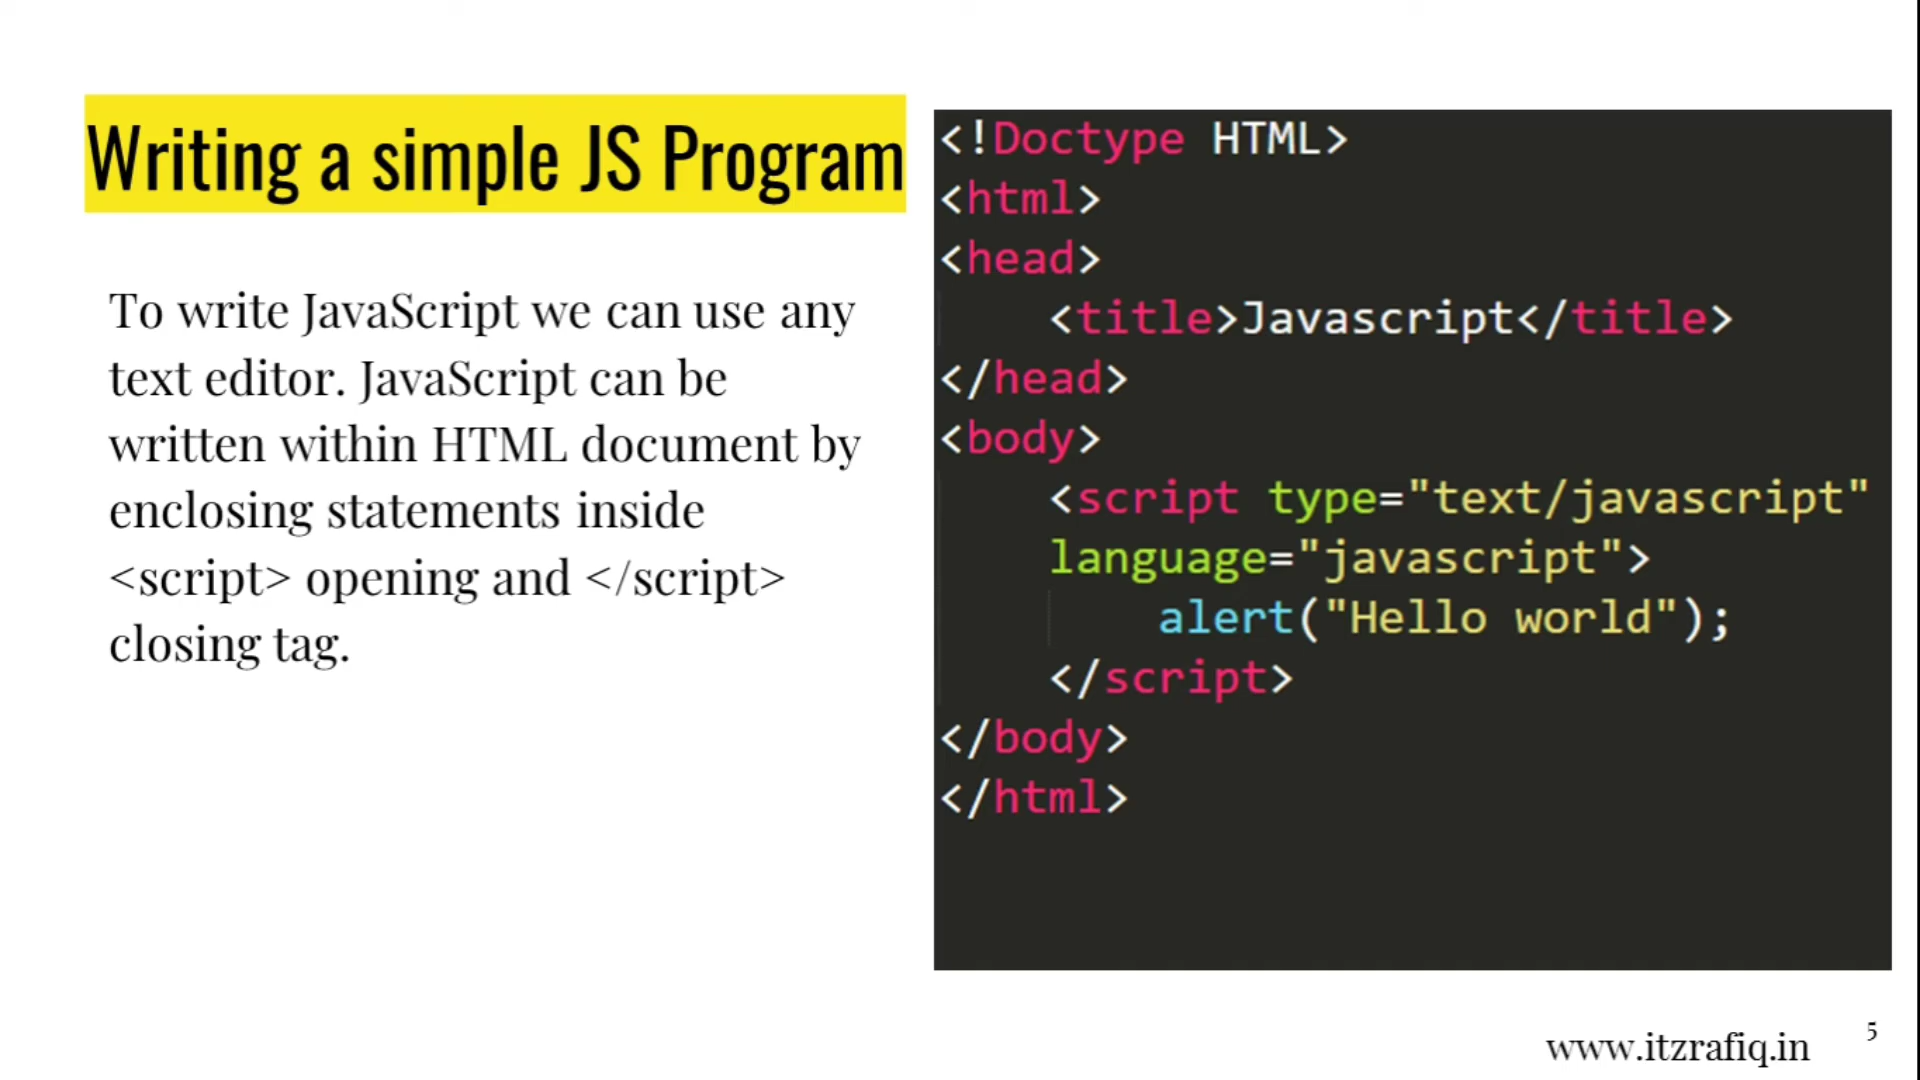 Writing a simple JS Program
To write JavaScript we can use any
text editor. JavaScript can be
written within HTML document by
enclosing statements inside
<script> opening and </script>
closing tag.
<!Doctype HTML>
<html>
<head>
    <title>Javascript</title>
</head>
<body>
    <script type="text/javascript"
    language="javascript">
        alert("Hello world");
    </script>
</body>
</html>
www.itzrafiq.in
5